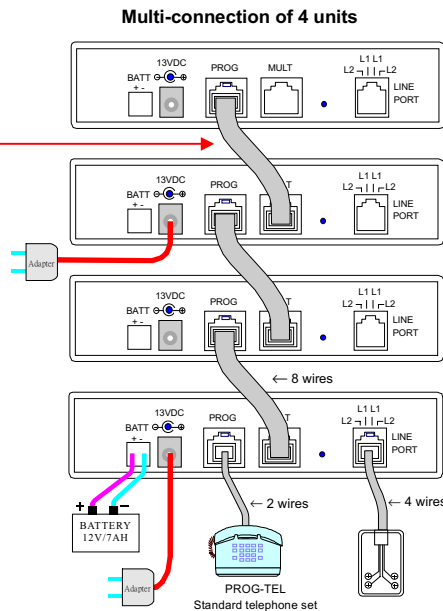 Multi-connection of 4 units
13VDC
L1 L1
BATT
PROG
MULT
L2
L2
+ -
LINE
PORT
13VDC
L1 L1
BATT
PROG
T
L2
L2
+ -
LINE
PORT
Adapter
13VDC
L1 L1
BATT
PROG
T
L2
L2
+ -
LINE
PORT
← 8 wires
13VDC
L1 L1
BATT
PROG
T
L2
L2
+ -
LINE
PORT
+ −
← 2 wires
← 4 wires
BATTERY
12V/7AH
Adapter
PROG-TEL
Standard telephone set